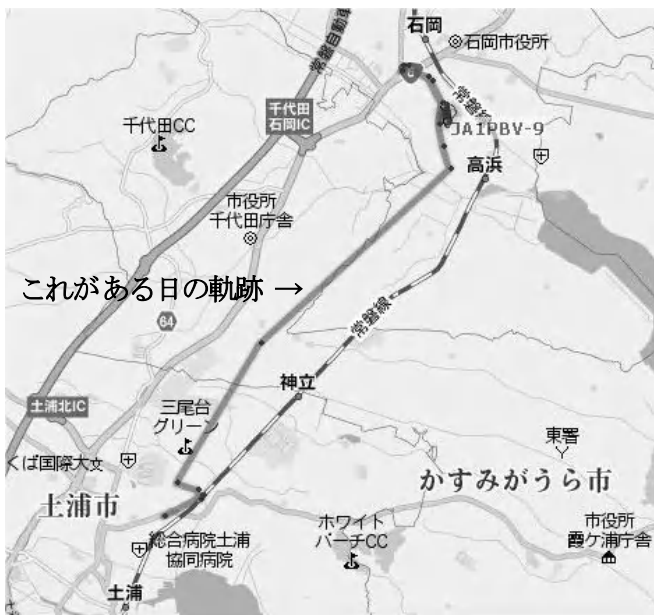 石岡
石岡市役所
常磐自動車
千代田
石岡IC
千代田CC
常磐線
JA1PBV-9
高浜
市役所
千代田庁舎
これがある日の軌跡 →
64
常磐線
神立
土浦北IC
三尾台
グリーン
東署
くば国際大
文
かすみがうら市
土浦市
ホワイト
バーチCC
市役所
霞ケ浦庁舎
総合病院土浦
協同病院
土浦